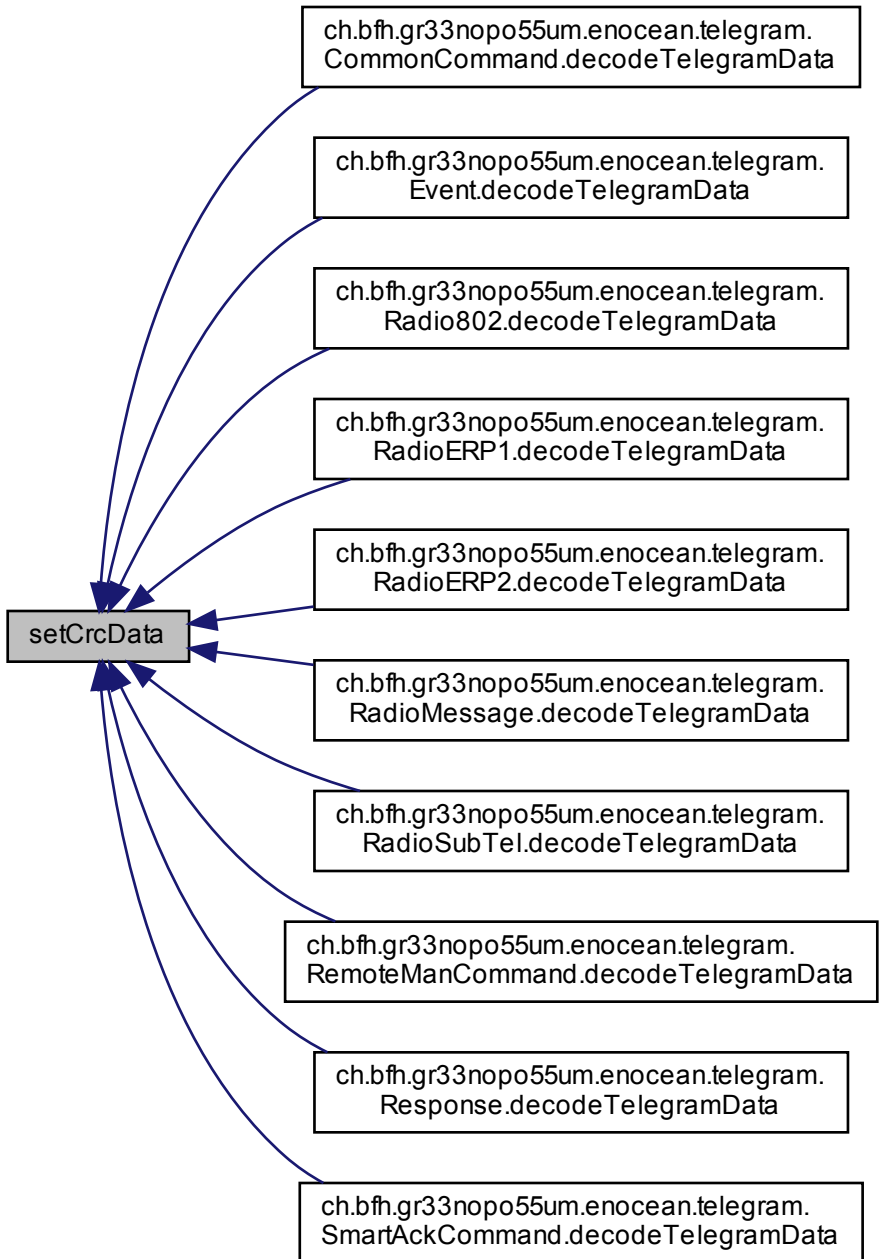 ch.bfh.gr33nopo55um.enocean.telegram.
CommonCommand.decodeTelegramData
ch.bfh.gr33nopo55um.enocean.telegram.
Event.decodeTelegramData
ch.bfh.gr33nopo55um.enocean.telegram.
Radio802.decodeTelegramData
ch.bfh.gr33nopo55um.enocean.telegram.
RadioERP1.decodeTelegramData
ch.bfh.gr33nopo55um.enocean.telegram.
RadioERP2.decodeTelegramData
setCrcData
ch.bfh.gr33nopo55um.enocean.telegram.
RadioMessage.decodeTelegramData
ch.bfh.gr33nopo55um.enocean.telegram.
RadioSubTel.decodeTelegramData
ch.bfh.gr33nopo55um.enocean.telegram.
RemoteManCommand.decodeTelegramData
ch.bfh.gr33nopo55um.enocean.telegram.
Response.decodeTelegramData
ch.bfh.gr33nopo55um.enocean.telegram.
SmartAckCommand.decodeTelegramData